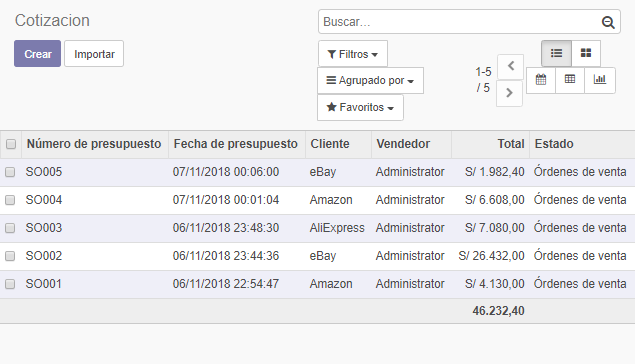 Cotizacion
Buscar...
Crear Importar
Filtros
Agrupado por
Favoritos
1-5
/ 5
Número de presupuesto Fecha de presupuesto Cliente Vendedor Total Estado
SO005 07/11/2018 00:06:00 eBay Administrator S/ 1.982,40 Órdenes de venta
SO004 07/11/2018 00:01:04 Amazon Administrator S/ 6.608,00 Órdenes de venta
SO003 06/11/2018 23:48:30 AliExpress Administrator S/ 7.080,00 Órdenes de venta
SO002 06/11/2018 23:44:36 eBay Administrator S/ 26.432,00 Órdenes de venta
SO001 06/11/2018 22:54:47 Amazon Administrator S/ 4.130,00 Órdenes de venta
46.232,40